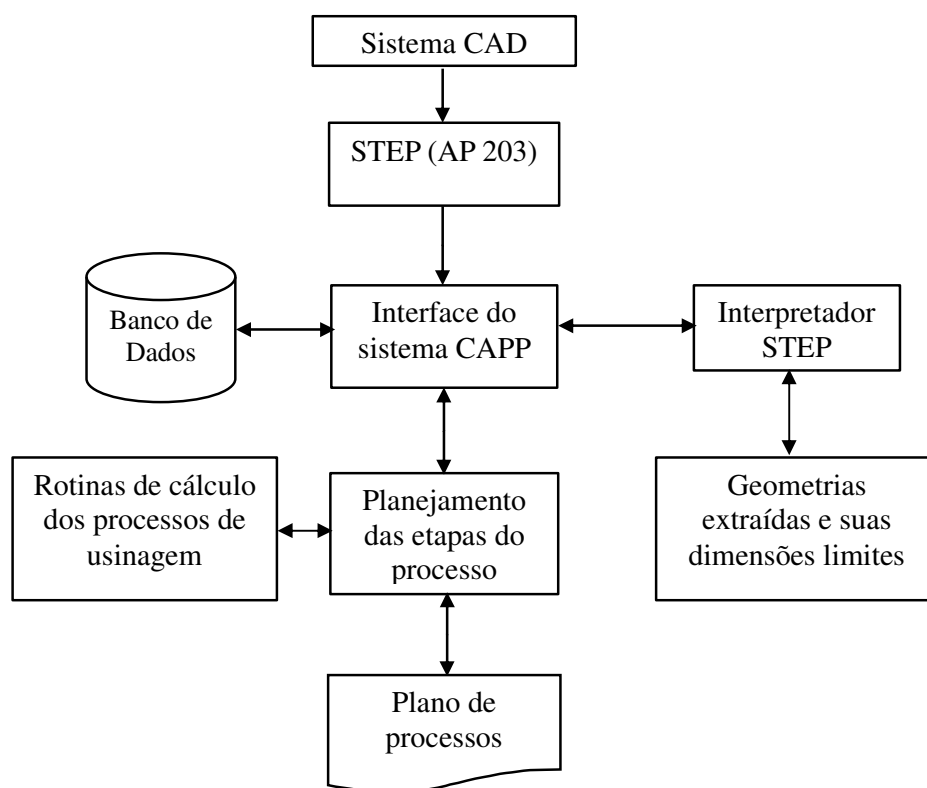 Sistema CAD
STEP (AP 203)
Banco de
Dados
Interface do
sistema CAPP
Interpretador
STEP
Rotinas de cálculo
dos processos de
usinagem
Planejamento
das etapas do
processo
Geometrias
extraídas e suas
dimensões limites
Plano de
processos